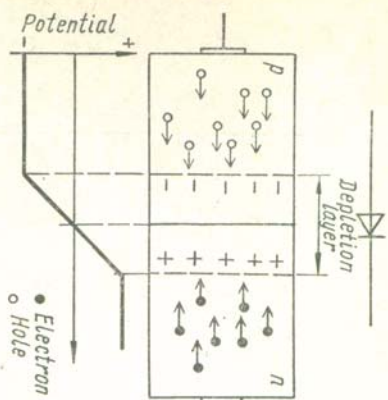 Potential
− +
p
− − − − −
+ + + + +
n
Depletion
layer
Electron
Hole